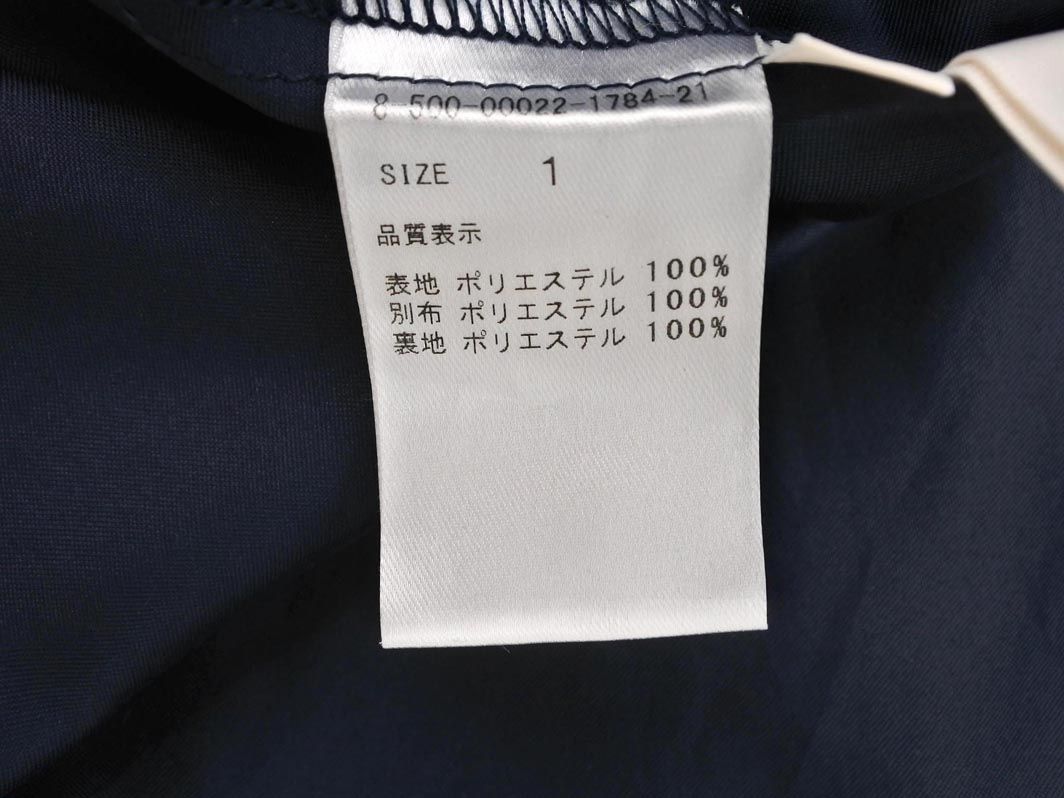 8-500-00022-1784-21
SIZE 1
品質表示
表地 ポリエステル 100%
別布 ポリエステル 100%
裏地 ポリエステル 100%